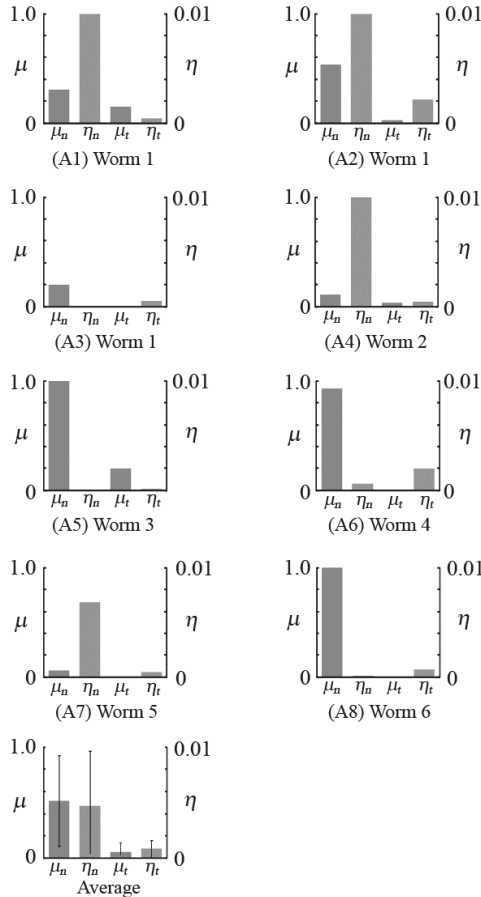 1.0 0.01
μ η
0 0
μn ηn μt ηt
(A1) Worm 1
1.0 0.01
μ η
0 0
μn ηn μt ηt
(A2) Worm 1
1.0 0.01
μ η
0 0
μn ηn μt ηt
(A3) Worm 1
1.0 0.01
μ η
0 0
μn ηn μt ηt
(A4) Worm 2
1.0 0.01
μ η
0 0
μn ηn μt ηt
(A5) Worm 3
1.0 0.01
μ η
0 0
μn ηn μt ηt
(A6) Worm 4
1.0 0.01
μ η
0 0
μn ηn μt ηt
(A7) Worm 5
1.0 0.01
μ η
0 0
μn ηn μt ηt
(A8) Worm 6
1.0 0.01
μ η
0 0
μn ηn μt ηt
Average